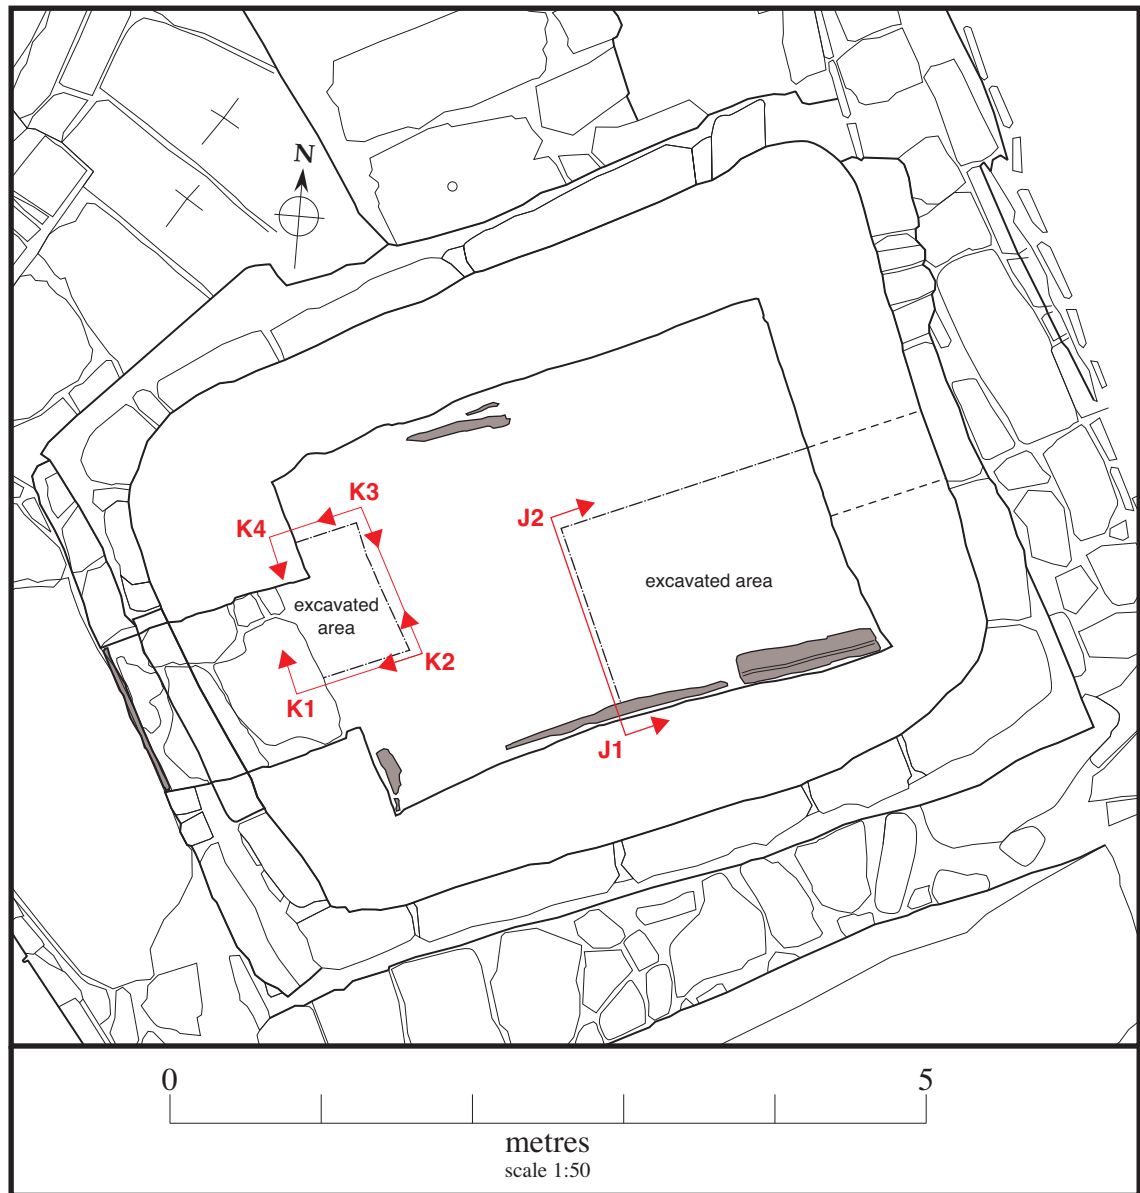 N
K3
K4
J2
excavated
area
excavated area
K2
K1
J1
0
5
metres
scale 1:50